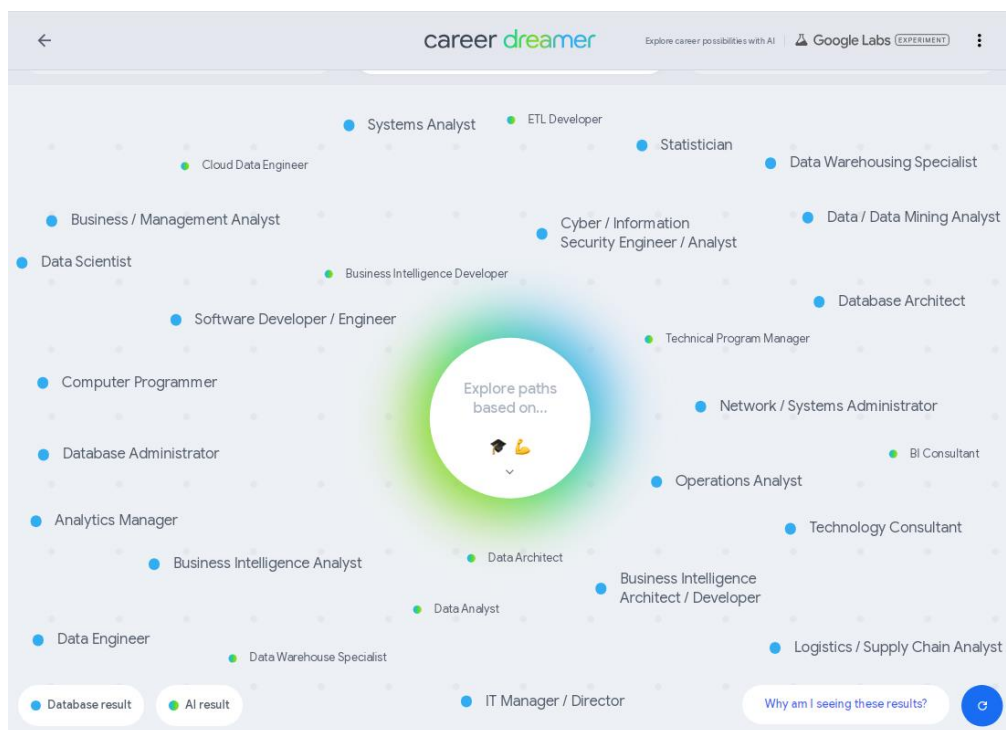 career dreamer
Explore career possibilities with AI
Google Labs EXPERIMENT
Systems Analyst
ETL Developer
Statistician
Cloud Data Engineer
Data Warehousing Specialist
Business / Management Analyst
Cyber / Information
Security Engineer / Analyst
Data / Data Mining Analyst
Data Scientist
Business Intelligence Developer
Database Architect
Software Developer / Engineer
Technical Program Manager
Computer Programmer
Explore paths
based on...
Network / Systems Administrator
Database Administrator
BI Consultant
Operations Analyst
Analytics Manager
Technology Consultant
Business Intelligence Analyst
Data Architect
Business Intelligence
Architect / Developer
Data Analyst
Data Engineer
Data Warehouse Specialist
Logistics / Supply Chain Analyst
Database result
AI result
IT Manager / Director
Why am I seeing these results?